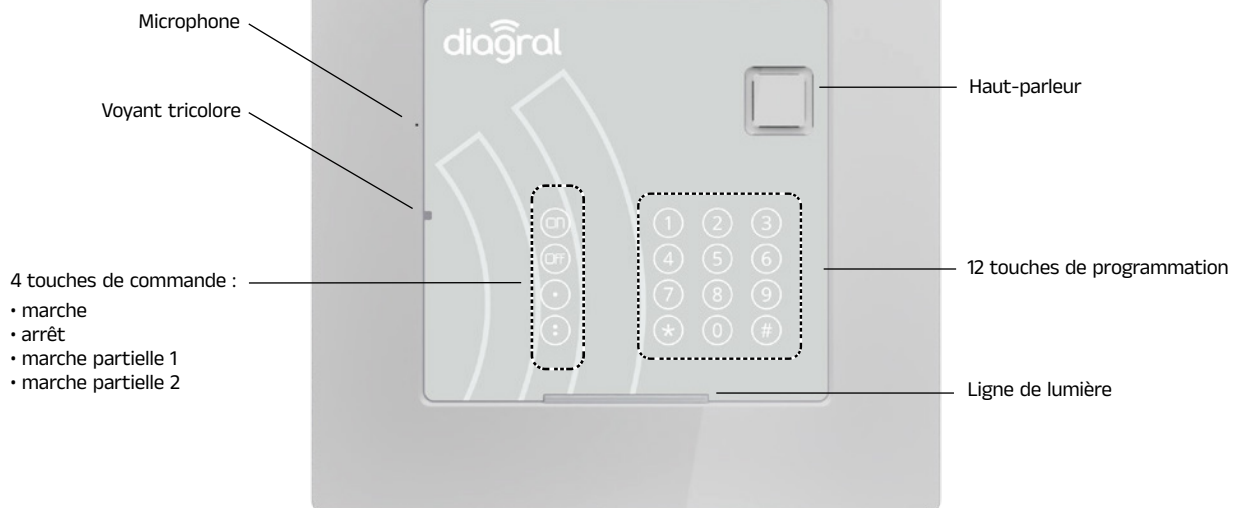 Microphone
diagral
Haut-parleur
Voyant tricolore
4 touches de commande :
• marche
• arrêt
• marche partielle 1
• marche partielle 2
ON
OFF
•
:
1 2 3
4 5 6
7 8 9
* 0 #
12 touches de programmation
Ligne de lumière